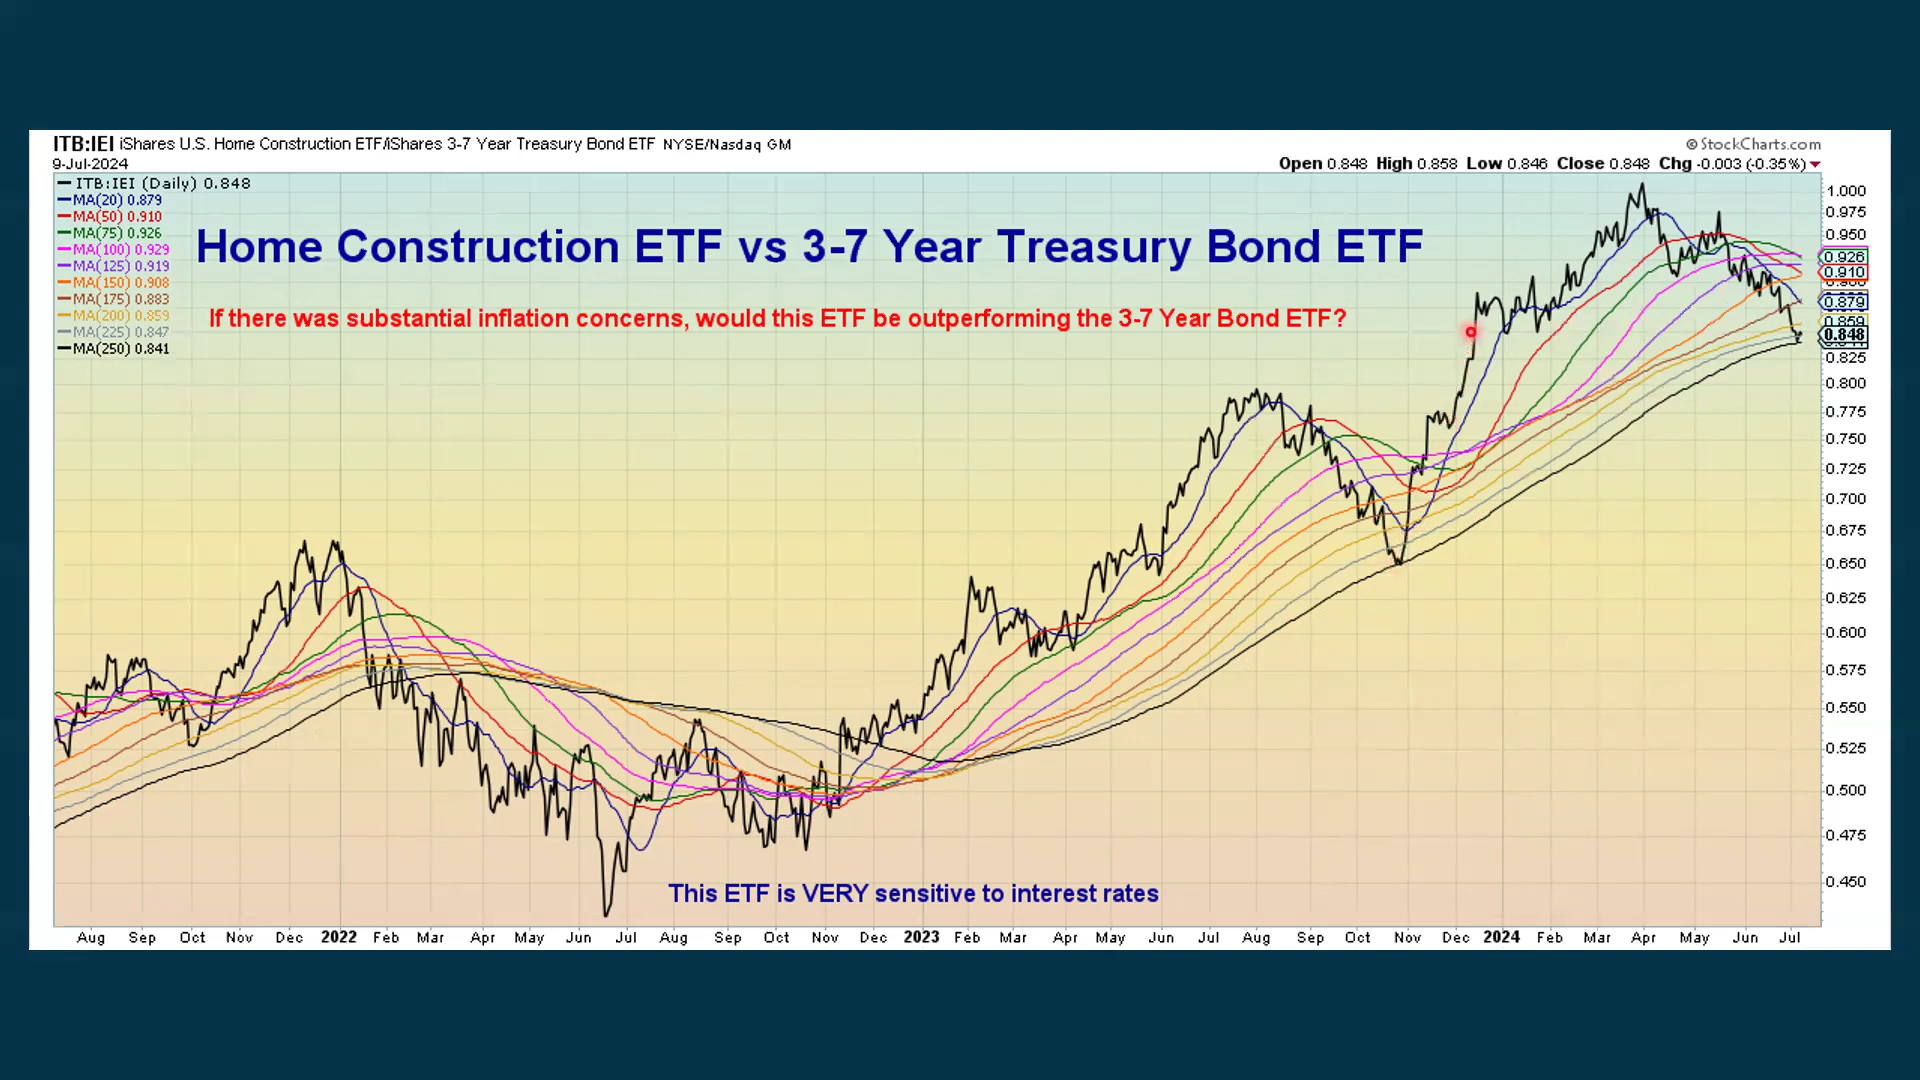 ITB:IEI iShares U.S. Home Construction ETF/iShares 3-7 Year Treasury Bond ETF NYSE/Nasdaq GM
© StockCharts.com
9-Jul-2024
Open 0.848 High 0.858 Low 0.846 Close 0.848 Chg -0.003 (-0.35%)
ITB:IEI (Daily) 0.848
MA(20) 0.879
MA(50) 0.910
MA(75) 0.926
MA(100) 0.929
MA(125) 0.919
MA(150) 0.908
MA(175) 0.883
MA(200) 0.859
MA(225) 0.847
MA(250) 0.841
Home Construction ETF vs 3-7 Year Treasury Bond ETF
If there was substantial inflation concerns, would this ETF be outperforming the 3-7 Year Bond ETF?
This ETF is VERY sensitive to interest rates
1.000
0.975
0.950
0.926
0.910
0.879
0.859
0.848
0.825
0.800
0.775
0.750
0.725
0.700
0.675
0.650
0.625
0.600
0.575
0.550
0.525
0.500
0.475
0.450
Aug Sep Oct Nov Dec 2022 Feb Mar Apr May Jun Jul Aug Sep Oct Nov Dec 2023 Feb Mar Apr May Jun Jul Aug Sep Oct Nov Dec 2024 Feb Mar Apr May Jun Jul